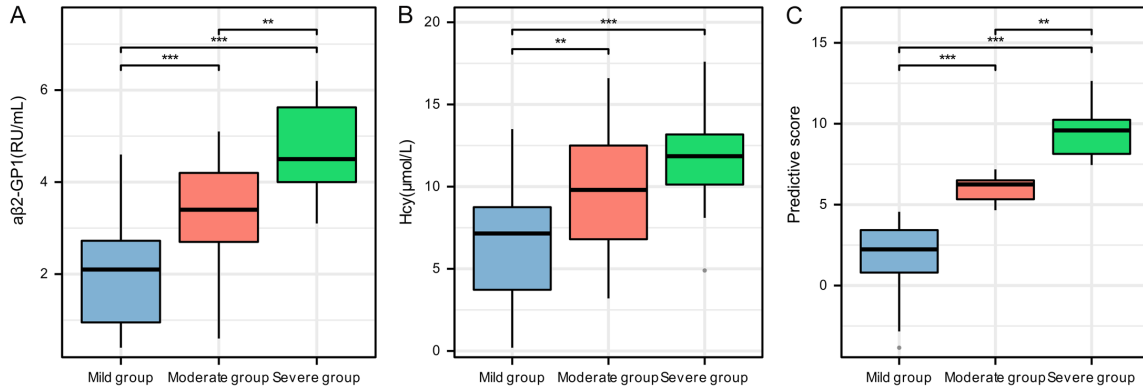 A
aβ2-GP1(RU/mL)
6
4
2
**
***
***
Mild group Moderate group Severe group
B
Hcy(μmol/L)
15
10
5
0
***
**
Mild group Moderate group Severe group
C
Predictive score
15
10
5
0
**
***
***
Mild group Moderate group Severe group